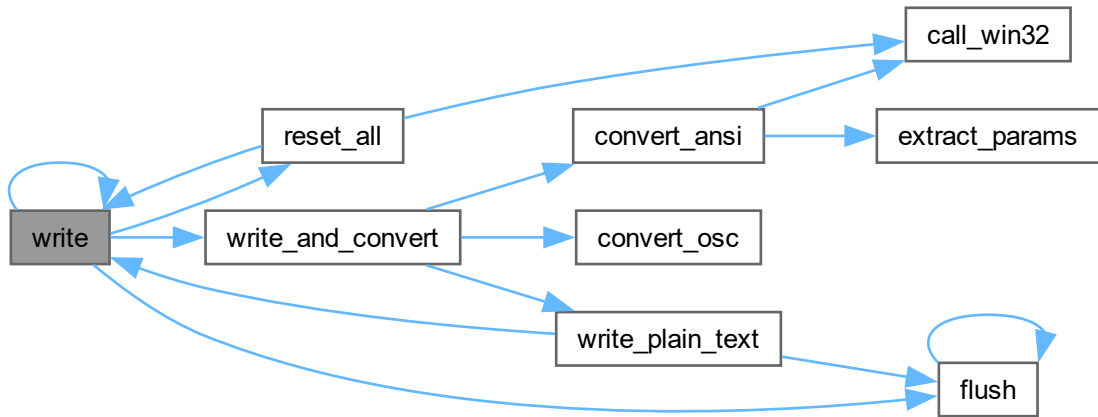 call_win32
reset_all
convert_ansi
extract_params
write
write_and_convert
convert_osc
write_plain_text
flush